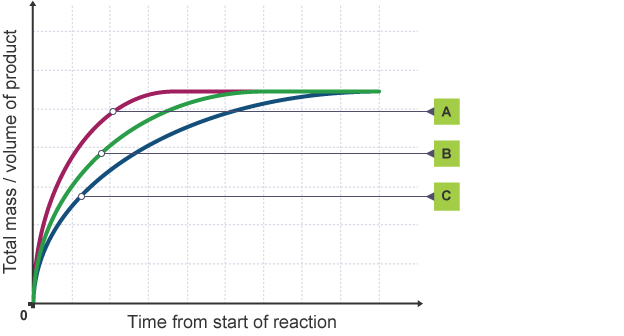 Total mass / volume of product
A
B
C
0
Time from start of reaction